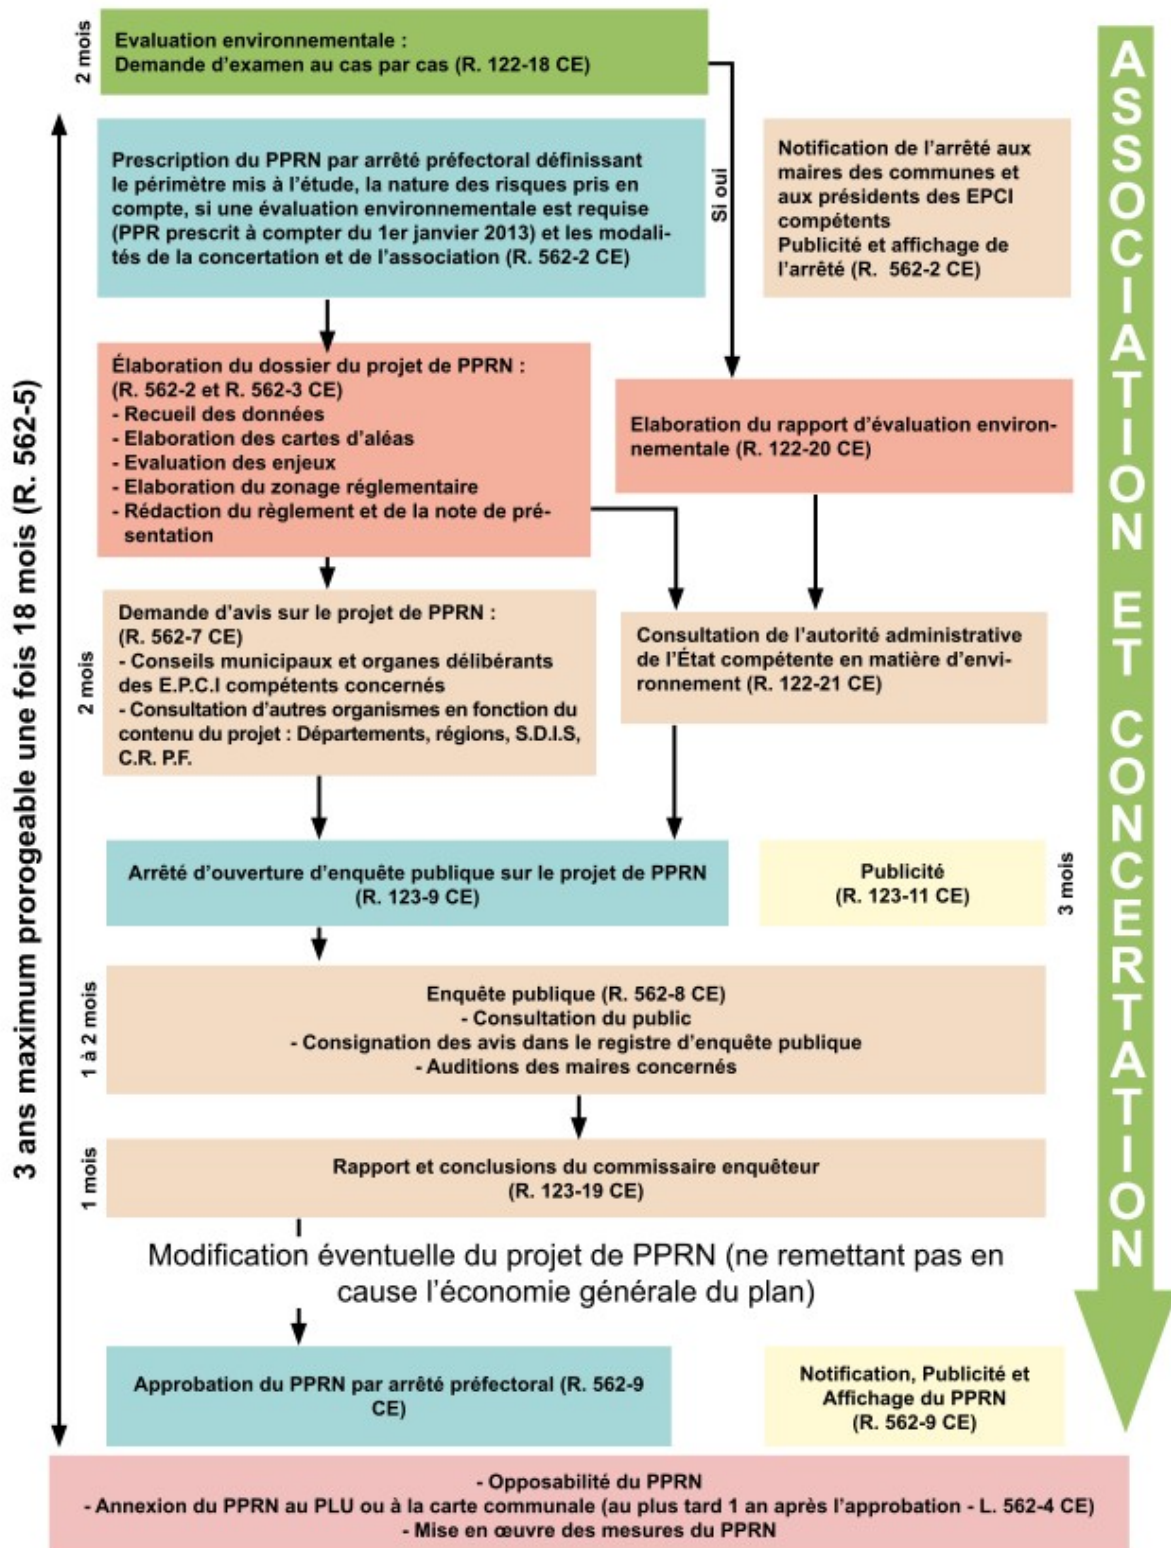 2 mois
Evaluation environnementale :
Demande d’examen au cas par cas (R. 122-18 CE)
3 ans maximum prorogeable une fois 18 mois (R. 562-5)
Prescription du PPRN par arrêté préfectoral définissant
le périmètre mis à l’étude, la nature des risques pris en
compte, si une évaluation environnementale est requise
(PPR prescrit à compter du 1er janvier 2013) et les modali-
tés de la concertation et de l’association (R. 562-2 CE)
Si oui
Notification de l’arrêté aux
maires des communes et
aux présidents des EPCI
compétents
Publicité et affichage de
l’arrêté (R. 562-2 CE)
Élaboration du dossier du projet de PPRN :
(R. 562-2 et R. 562-3 CE)
- Recueil des données
- Elaboration des cartes d’aléas
- Evaluation des enjeux
- Elaboration du zonage réglementaire
- Rédaction du règlement et de la note de pré-
sentation
Elaboration du rapport d’évaluation environ-
nementale (R. 122-20 CE)
2 mois
Demande d’avis sur le projet de PPRN :
(R. 562-7 CE)
- Conseils municipaux et organes délibérants
des E.P.C.I compétents concernés
- Consultation d’autres organismes en fonction du
contenu du projet : Départements, régions, S.D.I.S,
C.R. P.F.
Consultation de l’autorité administrative
de l’État compétente en matière d’envi-
ronnement (R. 122-21 CE)
Arrêté d’ouverture d’enquête publique sur le projet de PPRN
(R. 123-9 CE)
Publicité
(R. 123-11 CE)
3 mois
1 à 2 mois
Enquête publique (R. 562-8 CE)
- Consultation du public
- Consignation des avis dans le registre d’enquête publique
- Auditions des maires concernés
1 mois
Rapport et conclusions du commissaire enquêteur
(R. 123-19 CE)
Modification éventuelle du projet de PPRN (ne remettant pas en
cause l’économie générale du plan)
Approbation du PPRN par arrêté préfectoral (R. 562-9
CE)
Notification, Publicité et
Affichage du PPRN
(R. 562-9 CE)
- Opposabilité du PPRN
- Annexion du PPRN au PLU ou à la carte communale (au plus tard 1 an après l’approbation - L. 562-4 CE)
- Mise en œuvre des mesures du PPRN
ASSOCIATION ET CONCERTATION